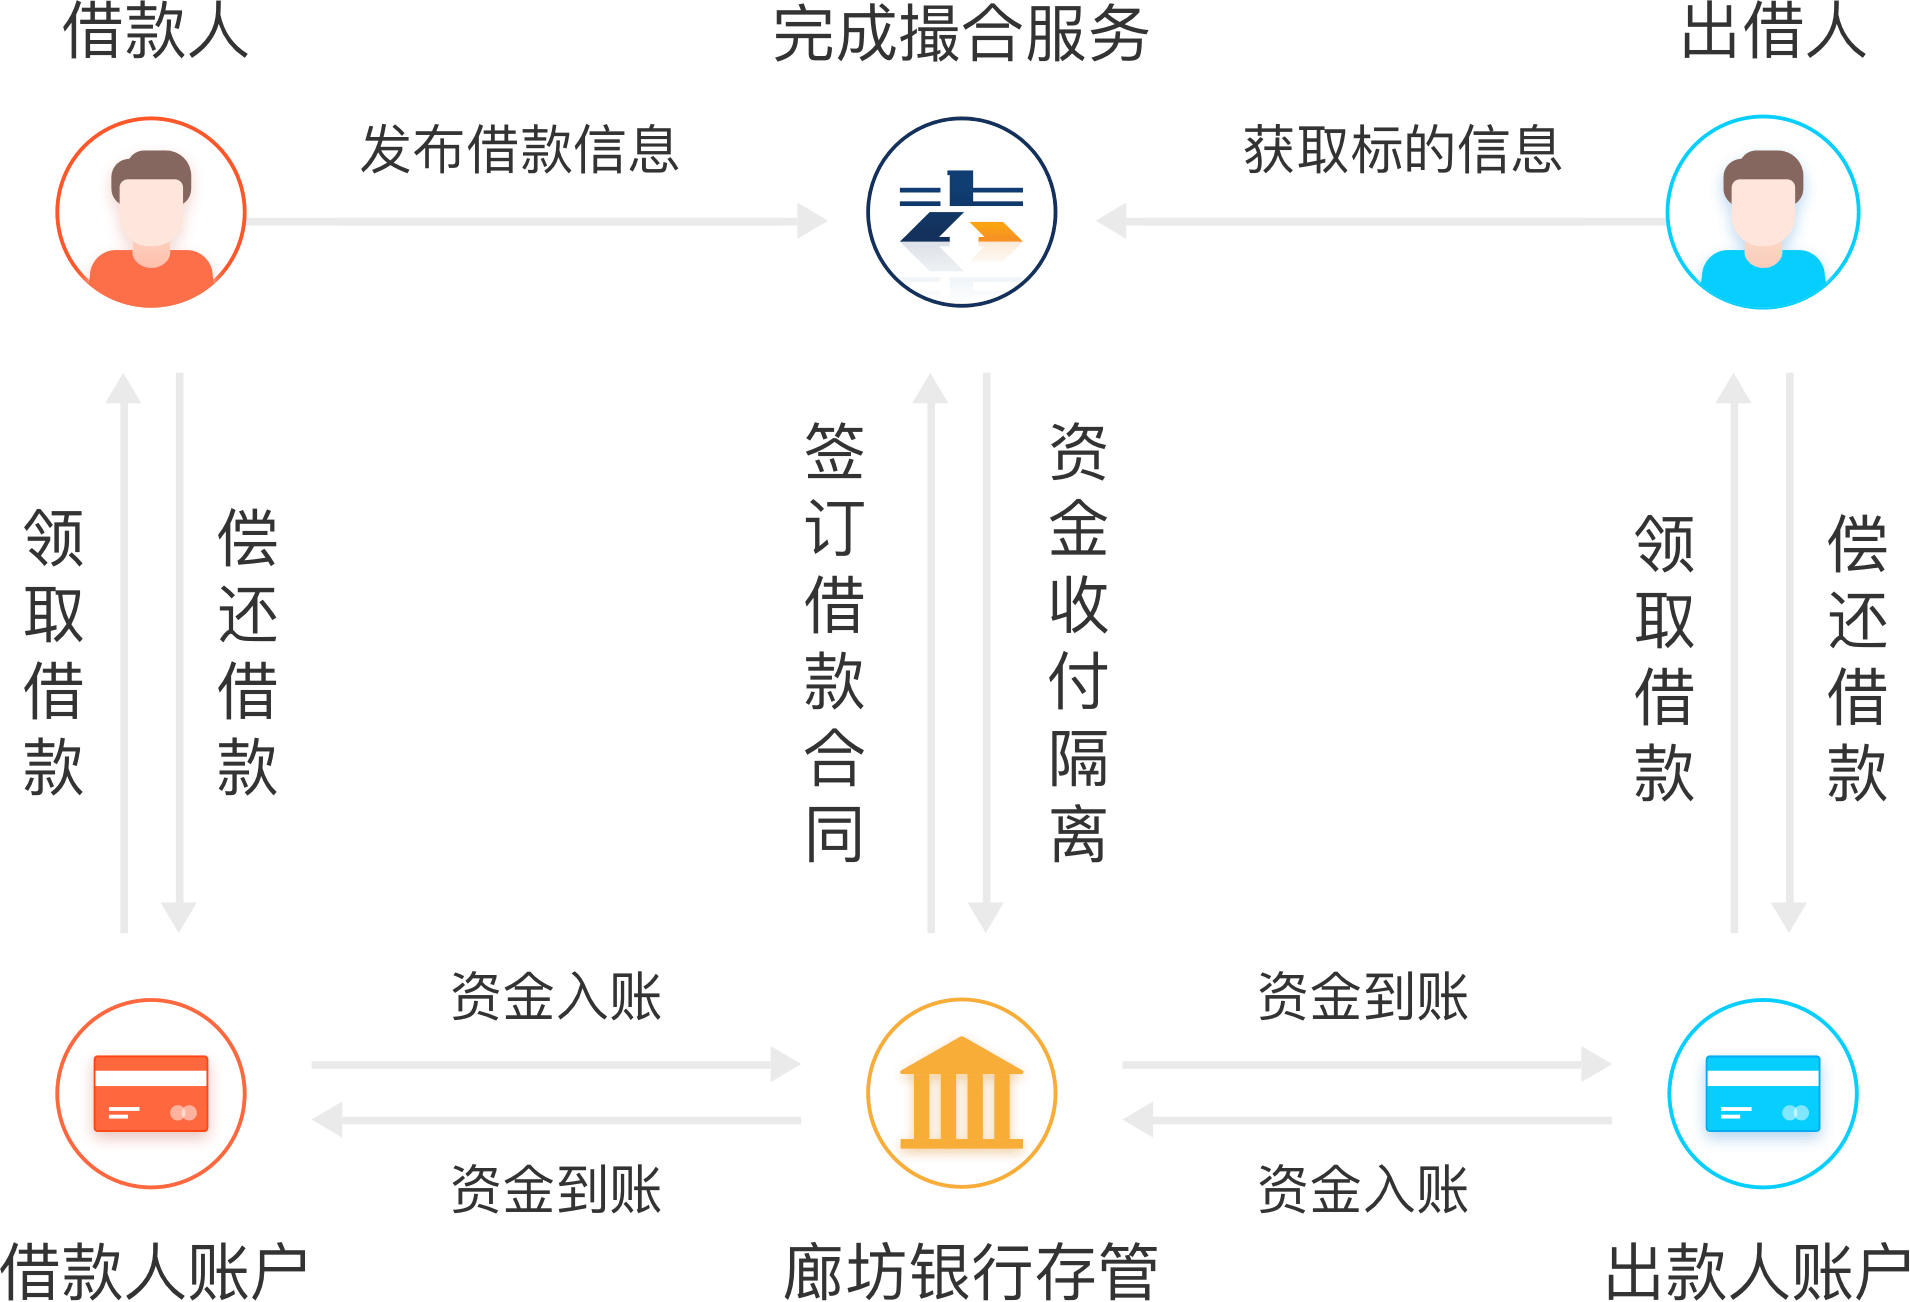 借款人
完成撮合服务
出借人
发布借款信息
获取标的信息
领取借款
偿还借款
签订借款合同
资金收付隔离
领取借款
偿还借款
资金入账
资金到账
资金到账
资金入账
借款人账户
廊坊银行存管
出款人账户